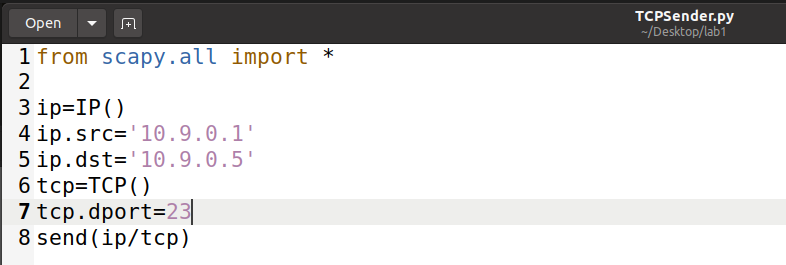 Open
TCPSender.py
~/Desktop/lab1
1 from scapy.all import *
2
3 ip=IP()
4 ip.src='10.9.0.1'
5 ip.dst='10.9.0.5'
6 tcp=TCP()
7 tcp.dport=23
8 send(ip/tcp)